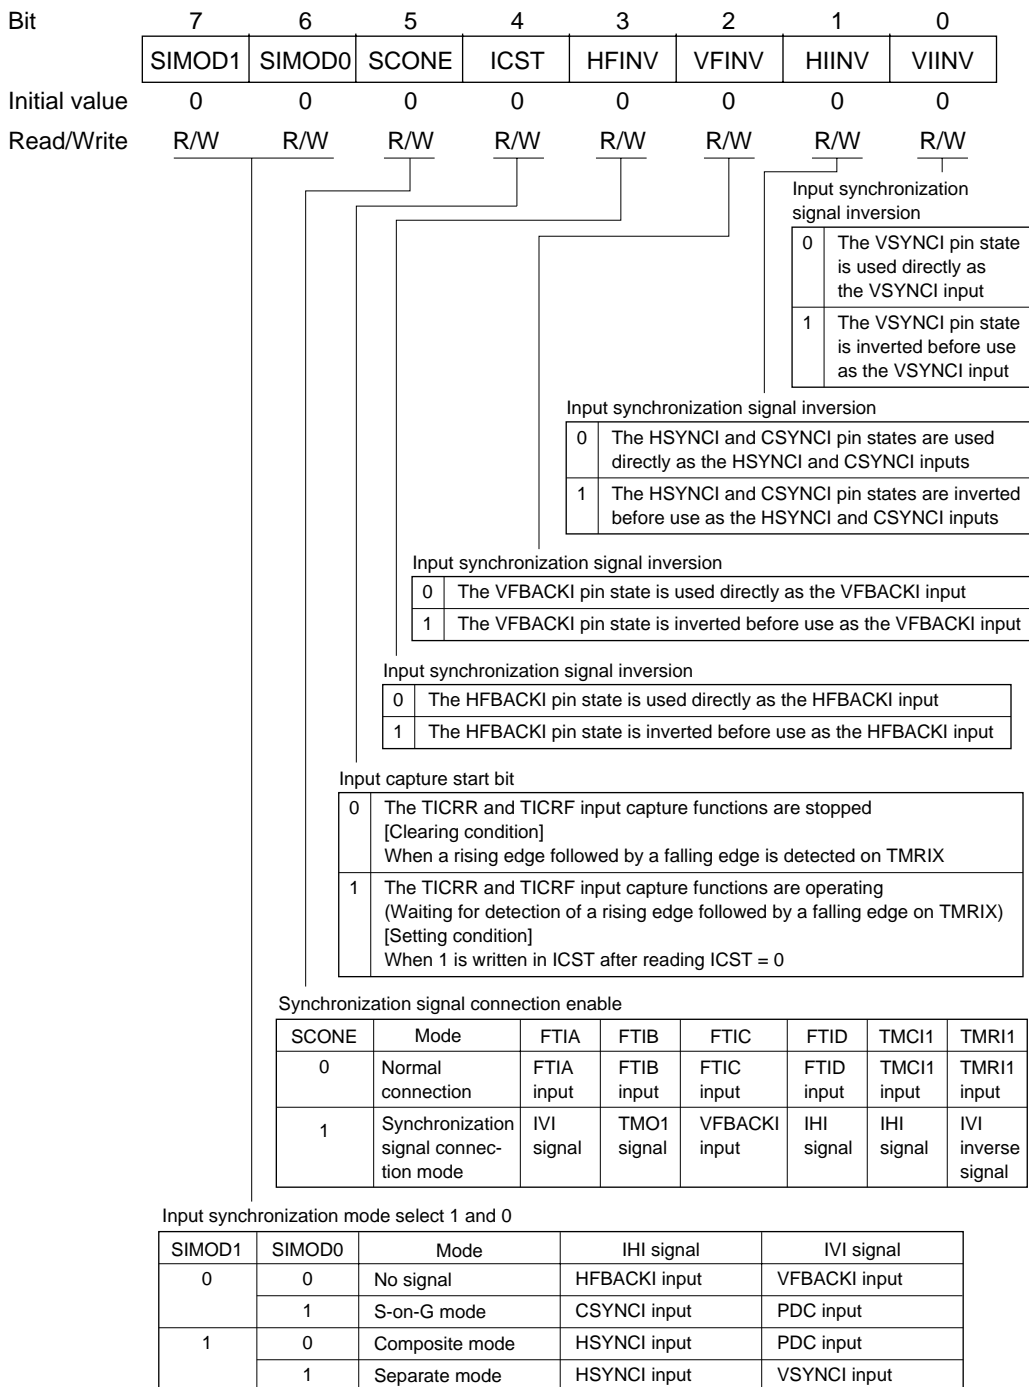 Bit 7 6 5 4 3 2 1 0
SIMOD1 SIMOD0 SCONE ICST HFINV VFINV HIINV VIINV
Initial value 0 0 0 0 0 0 0 0
Read/Write R/W R/W R/W R/W R/W R/W R/W R/W
Input synchronization
signal inversion
0 The VSYNCI pin state
is used directly as
the VSYNCI input
1 The VSYNCI pin state
is inverted before use
as the VSYNCI input
Input synchronization signal inversion
0 The HSYNCI and CSYNCI pin states are used
directly as the HSYNCI and CSYNCI inputs
1 The HSYNCI and CSYNCI pin states are inverted
before use as the HSYNCI and CSYNCI inputs
Input synchronization signal inversion
0 The VFBACKI pin state is used directly as the VFBACKI input
1 The VFBACKI pin state is inverted before use as the VFBACKI input
Input synchronization signal inversion
0 The HFBACKI pin state is used directly as the HFBACKI input
1 The HFBACKI pin state is inverted before use as the HFBACKI input
Input capture start bit
0 The TICRR and TICRF input capture functions are stopped
[Clearing condition]
When a rising edge followed by a falling edge is detected on TMRIX
1 The TICRR and TICRF input capture functions are operating
(Waiting for detection of a rising edge followed by a falling edge on TMRIX)
[Setting condition]
When 1 is written in ICST after reading ICST = 0
Synchronization signal connection enable
SCONE Mode FTIA FTIB FTIC FTID TMCI1 TMRI1
0 Normal FTIA FTIB FTIC FTID TMCI1 TMRI1
connection input input input input input input
1 Synchronization IVI TMO1 VFBACKI IHI IHI IVI
signal connec- signal signal input signal signal inverse
tion mode signal
Input synchronization mode select 1 and 0
SIMOD1 SIMOD0 Mode IHI signal IVI signal
0 0 No signal HFBACKI input VFBACKI input
1 S-on-G mode CSYNCI input PDC input
1 0 Composite mode HSYNCI input PDC input
1 Separate mode HSYNCI input VSYNCI input